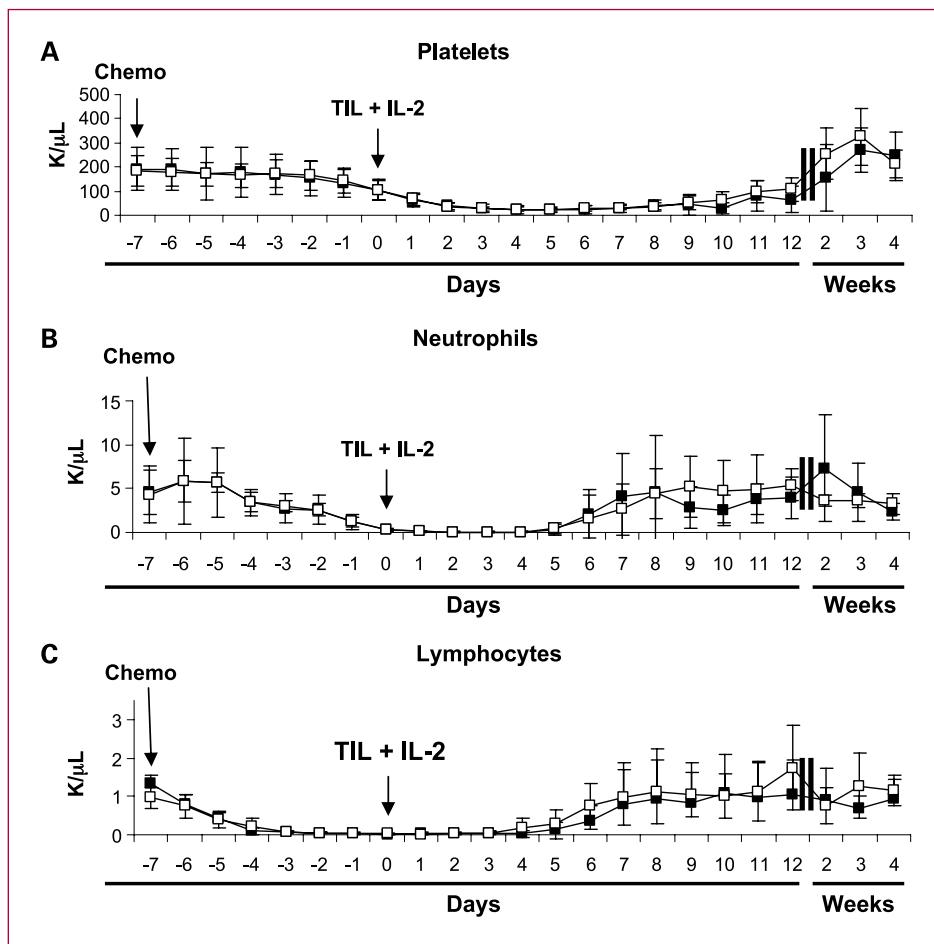 A
Platelets
Chemo
TIL + IL-2
K/µL
500
400
300
200
100
0
-7 -6 -5 -4 -3 -2 -1 0 1 2 3 4 5 6 7 8 9 10 11 12 2 3 4
Days Weeks
B
Neutrophils
Chemo
TIL + IL-2
K/µL
15
10
5
0
-7 -6 -5 -4 -3 -2 -1 0 1 2 3 4 5 6 7 8 9 10 11 12 2 3 4
Days Weeks
C
Lymphocytes
Chemo
TIL + IL-2
K/µL
3
2
1
0
-7 -6 -5 -4 -3 -2 -1 0 1 2 3 4 5 6 7 8 9 10 11 12 2 3 4
Days Weeks